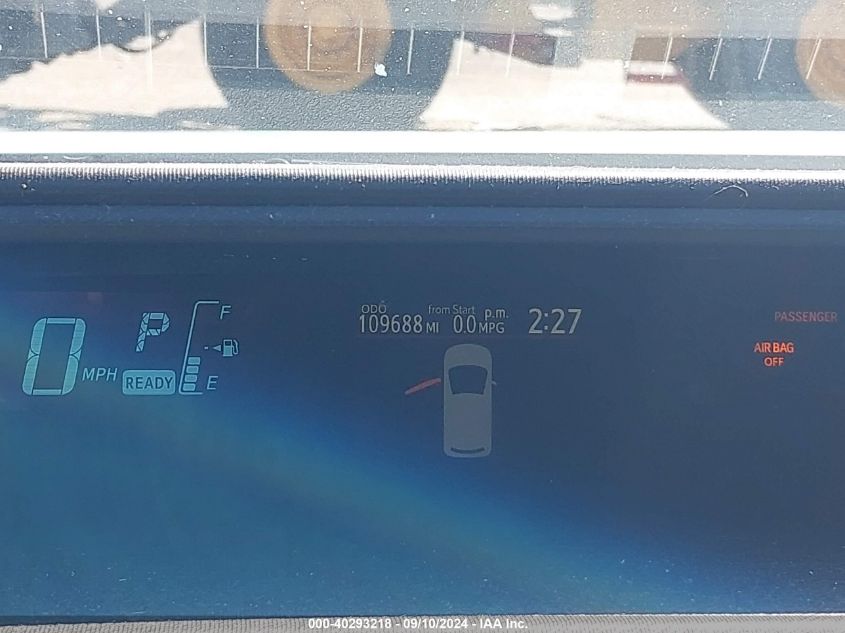 0 MPH
P
READY
F
E
ODO from Start p.m.
109688 MI 0.0 MPG 2:27
PASSENGER
AIR BAG
OFF
000-40293218 - 09/10/2024 - IAA Inc.